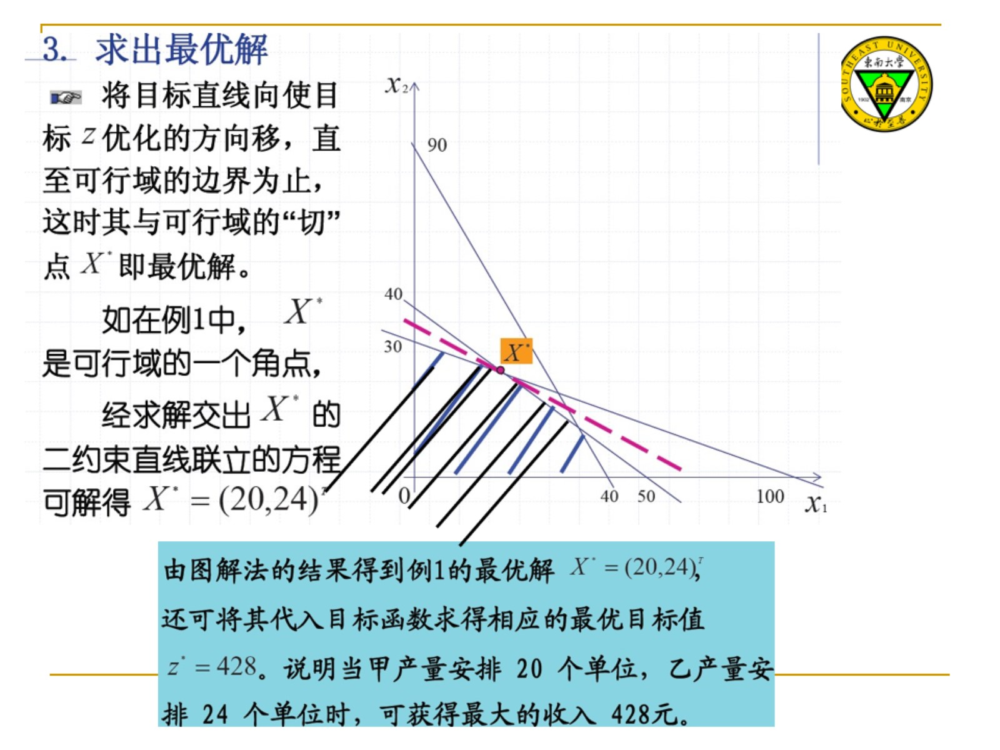 3. 求出最优解
将目标直线向使目
标 z 优化的方向移，直
至可行域的边界为止，
这时其与可行域的“切”
点 X* 即最优解。
如在例1中， X*
是可行域的一个角点，
经求解交出 X* 的
二约束直线联立的方程
可解得 X* = (20,24)ᵀ
x₂
90
40
30
X*
0
40
50
100
x₁
SOUTHEAST UNIVERSITY
東南大學
1902
南京
由图解法的结果得到例1的最优解 X* = (20,24)ᵀ,
还可将其代入目标函数求得相应的最优目标值
z* = 428。说明当甲产量安排 20 个单位，乙产量安
排 24 个单位时，可获得最大的收入 428元。